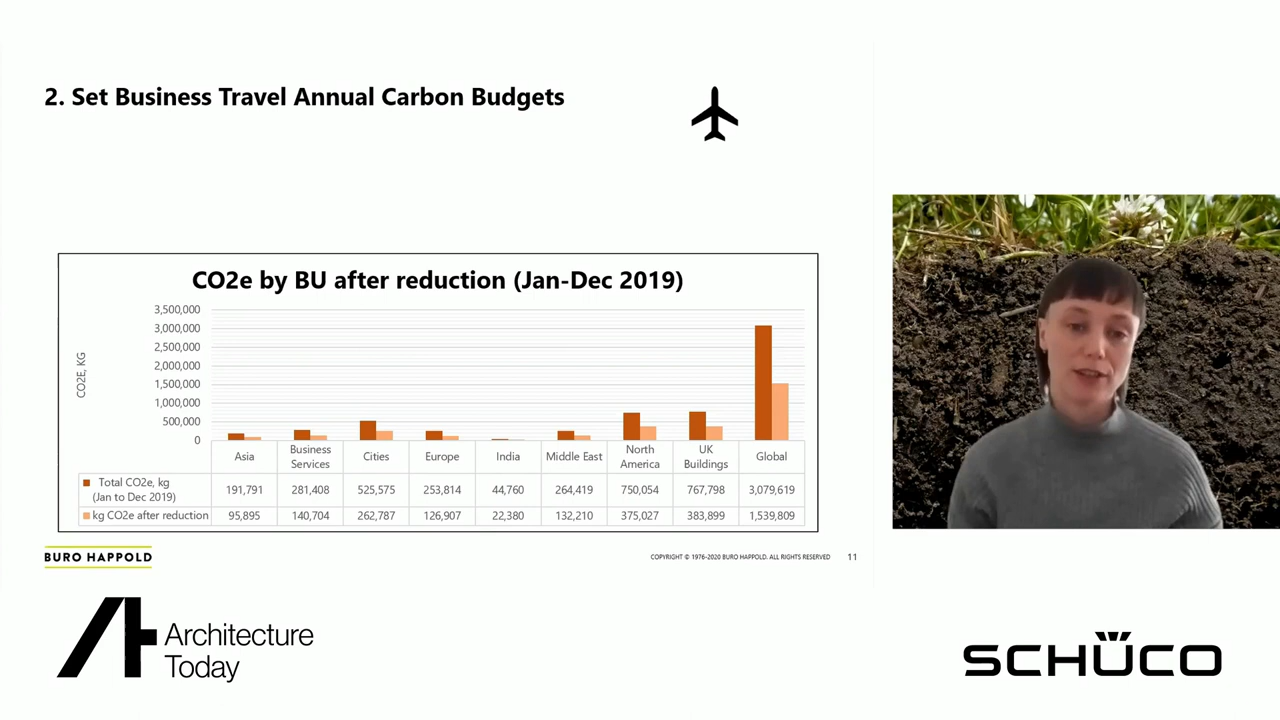 2. Set Business Travel Annual Carbon Budgets
CO2e by BU after reduction (Jan-Dec 2019)
CO2E, KG
3,500,000
3,000,000
2,500,000
2,000,000
1,500,000
1,000,000
500,000
0
Asia Business Services Cities Europe India Middle East North America UK Buildings Global
Total CO2e, kg (Jan to Dec 2019) 191,791 281,408 525,575 253,814 44,760 264,419 750,054 767,798 3,079,619
kg CO2e after reduction 95,895 140,704 262,787 126,907 22,380 132,210 375,027 383,899 1,539,809
BURO HAPPOLD
COPYRIGHT © 1976-2020 BURO HAPPOLD. ALL RIGHTS RESERVED 11
Architecture
Today
SCHÜCO